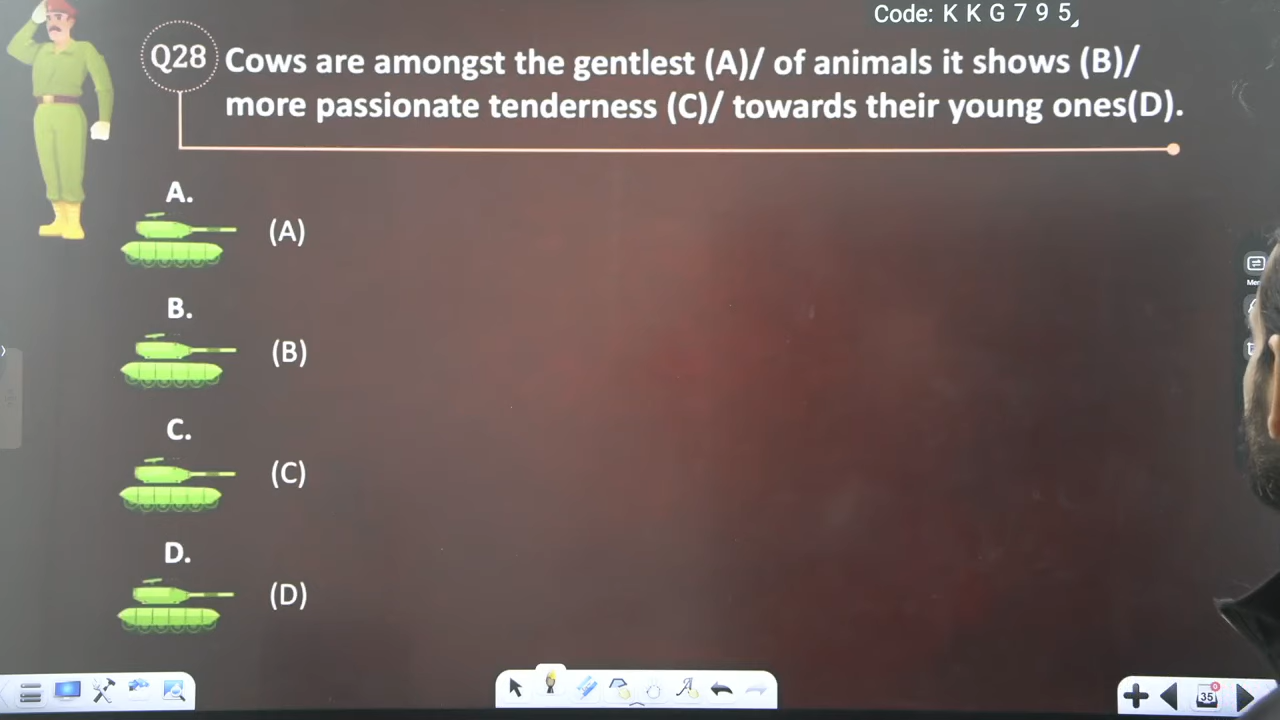 Code: K K G 7 9 5
Q28
Cows are amongst the gentlest (A)/ of animals it shows (B)/
more passionate tenderness (C)/ towards their young ones(D).
A.
(A)
B.
(B)
C.
(C)
D.
(D)
35